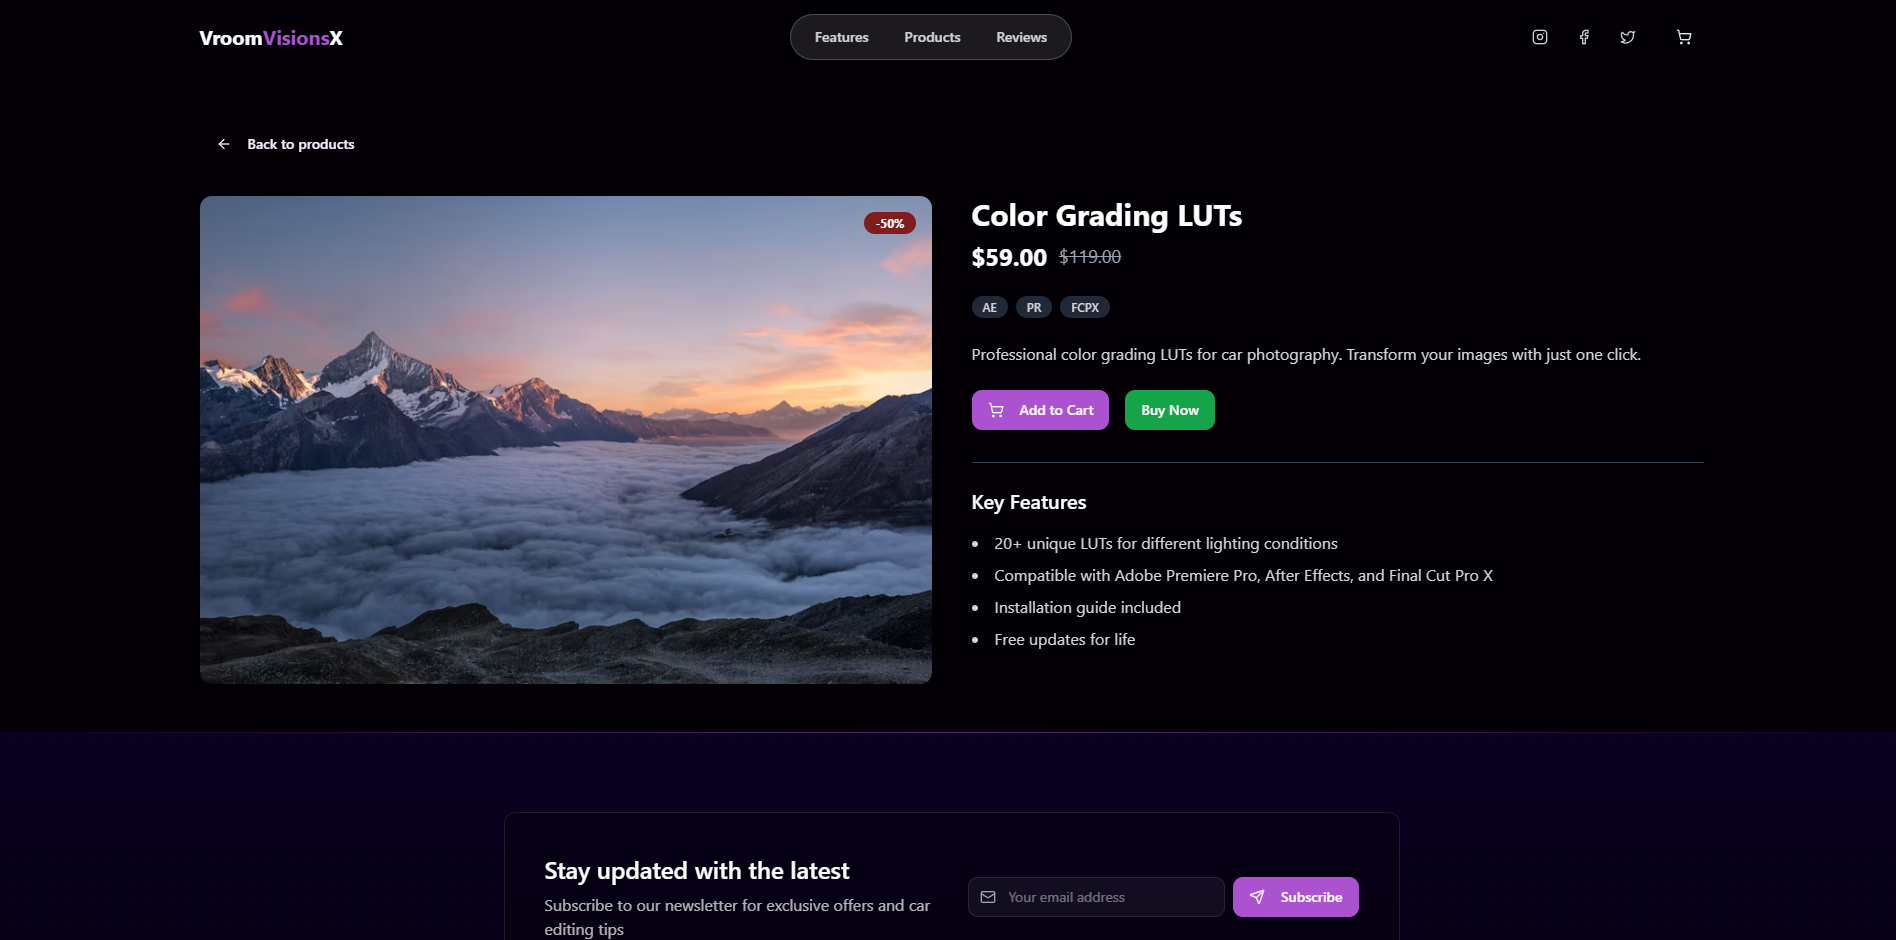 VroomVisionsX
Features Products Reviews
Back to products
-50%
Color Grading LUTs
$59.00 $119.00
AE PR FCPX
Professional color grading LUTs for car photography. Transform your images with just one click.
Add to Cart Buy Now
Key Features
20+ unique LUTs for different lighting conditions
Compatible with Adobe Premiere Pro, After Effects, and Final Cut Pro X
Installation guide included
Free updates for life
Stay updated with the latest
Subscribe to our newsletter for exclusive offers and car
editing tips
Your email address
Subscribe